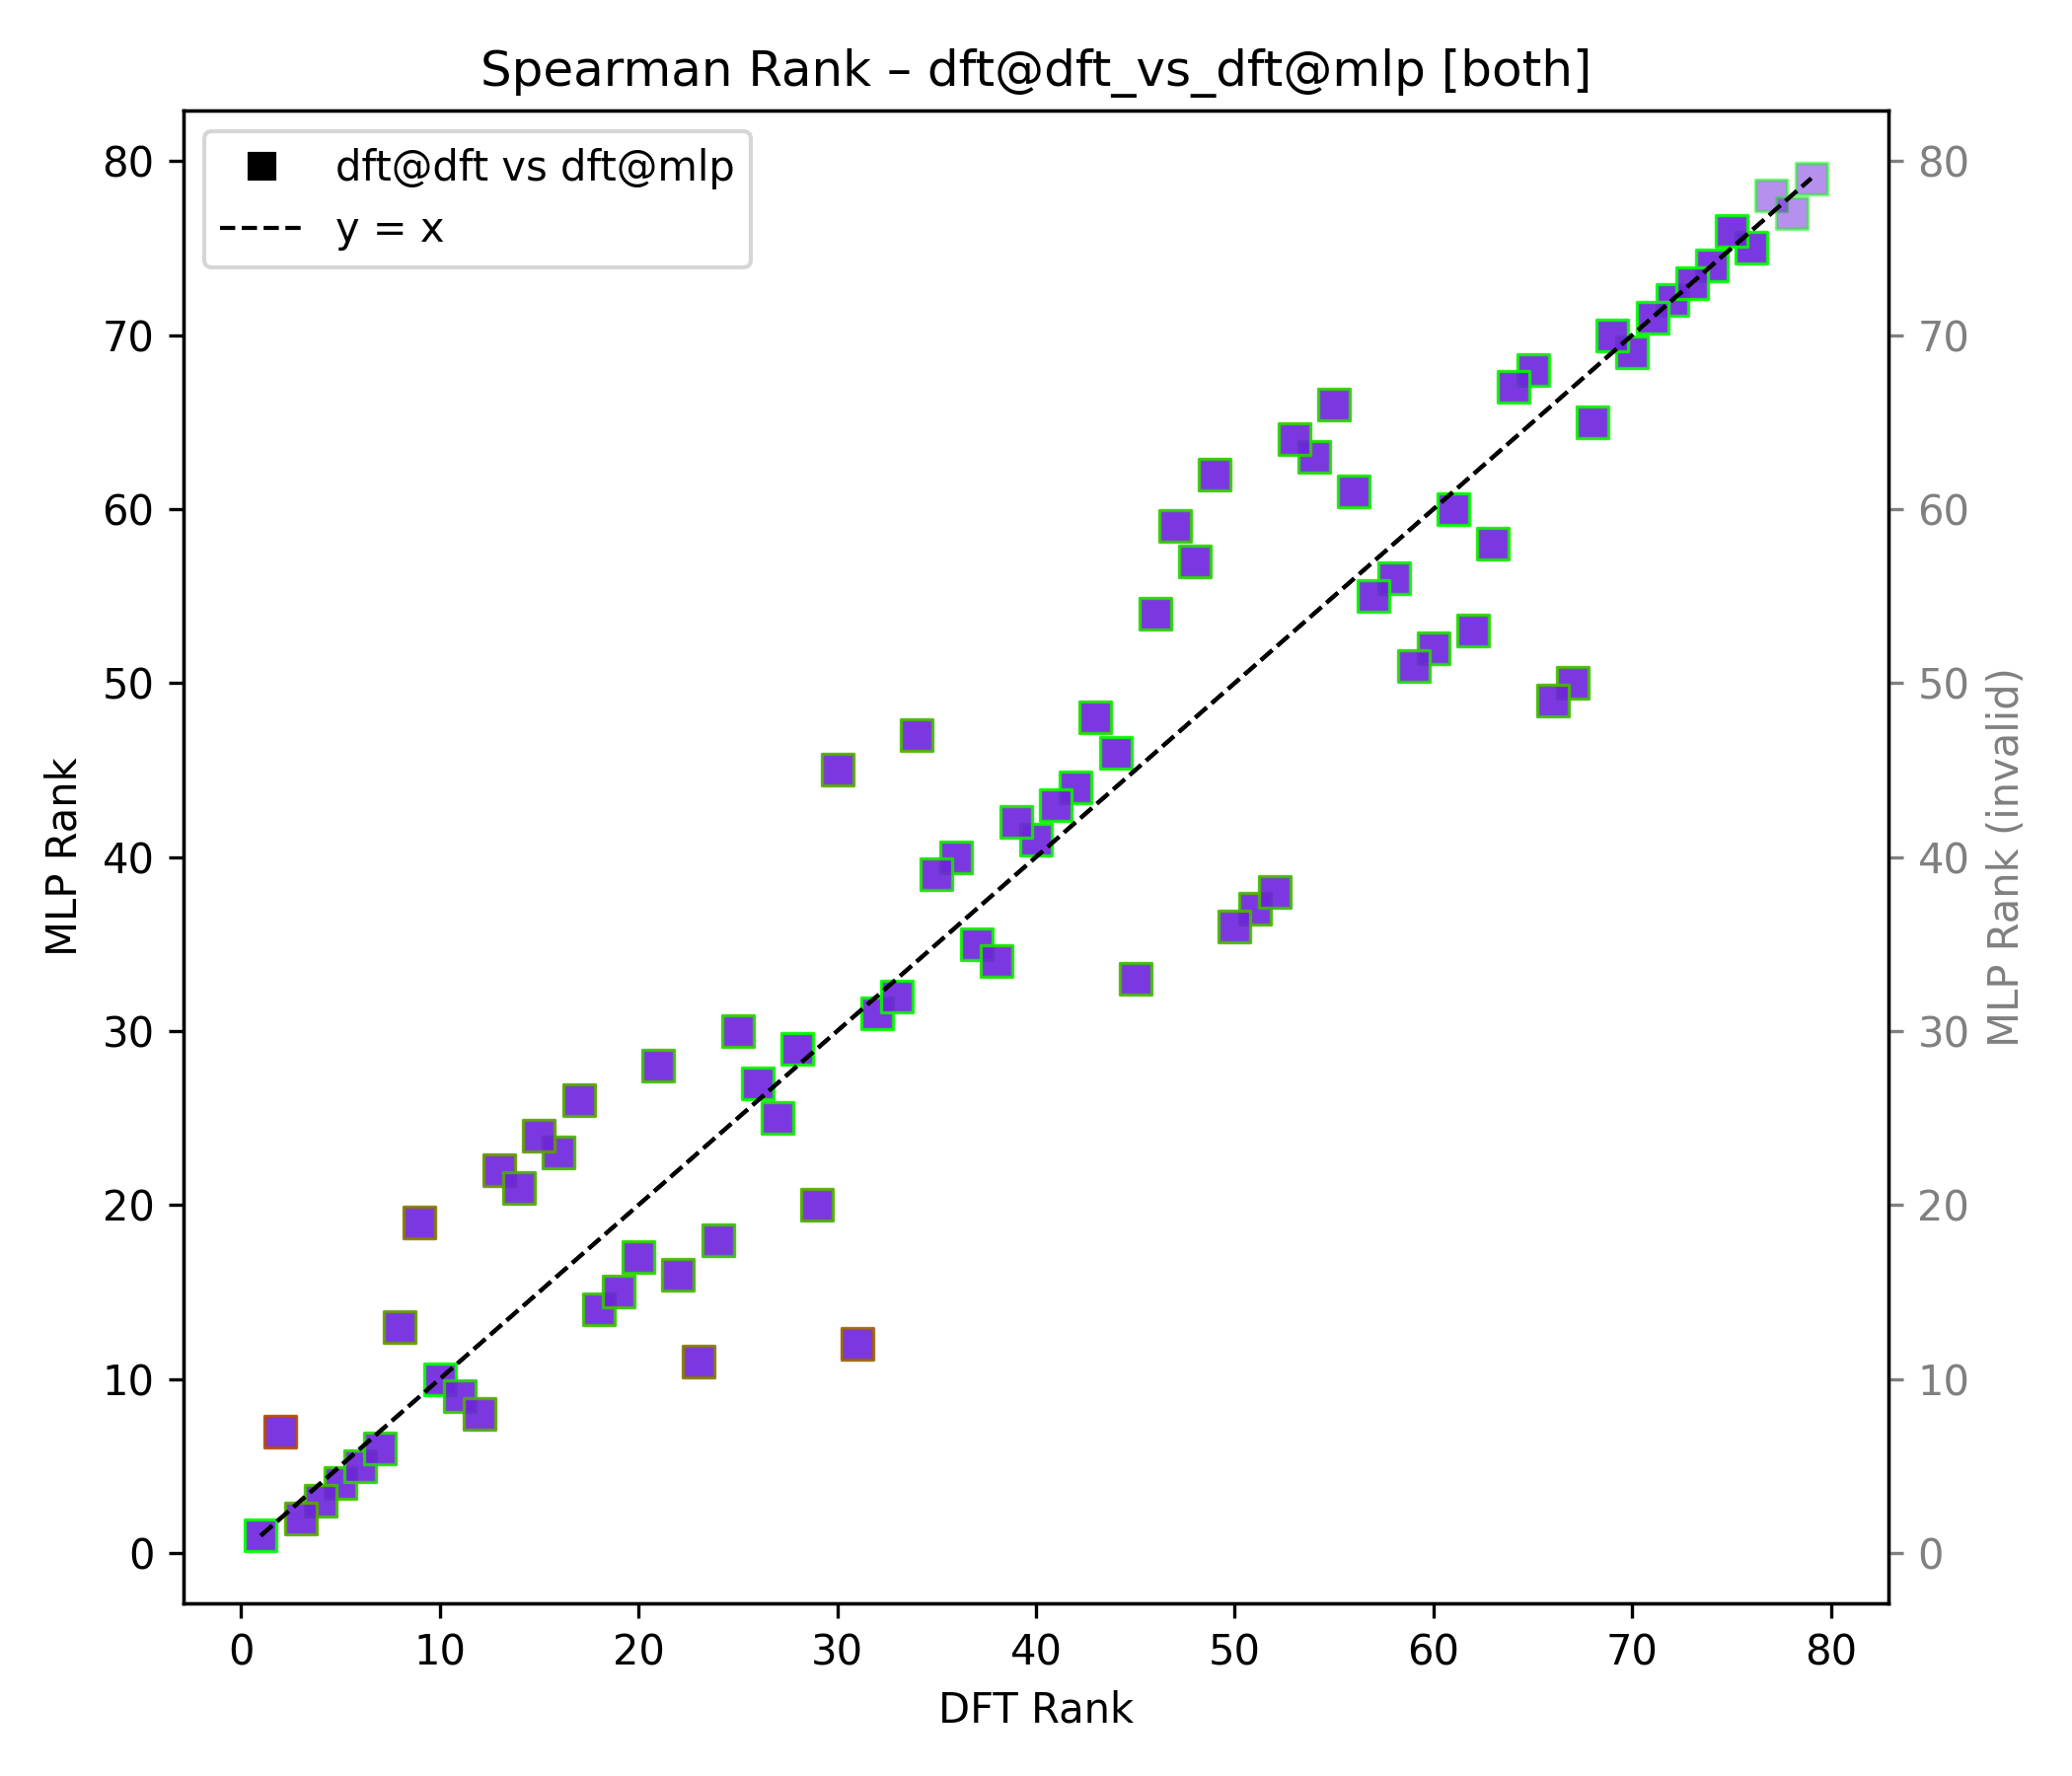 Spearman Rank – dft@dft_vs_dft@mlp [both]
dft@dft vs dft@mlp
y = x
80
70
60
50
40
30
20
10
0
MLP Rank
80
70
60
50
40
30
20
10
0
MLP Rank (invalid)
0 10 20 30 40 50 60 70 80
DFT Rank